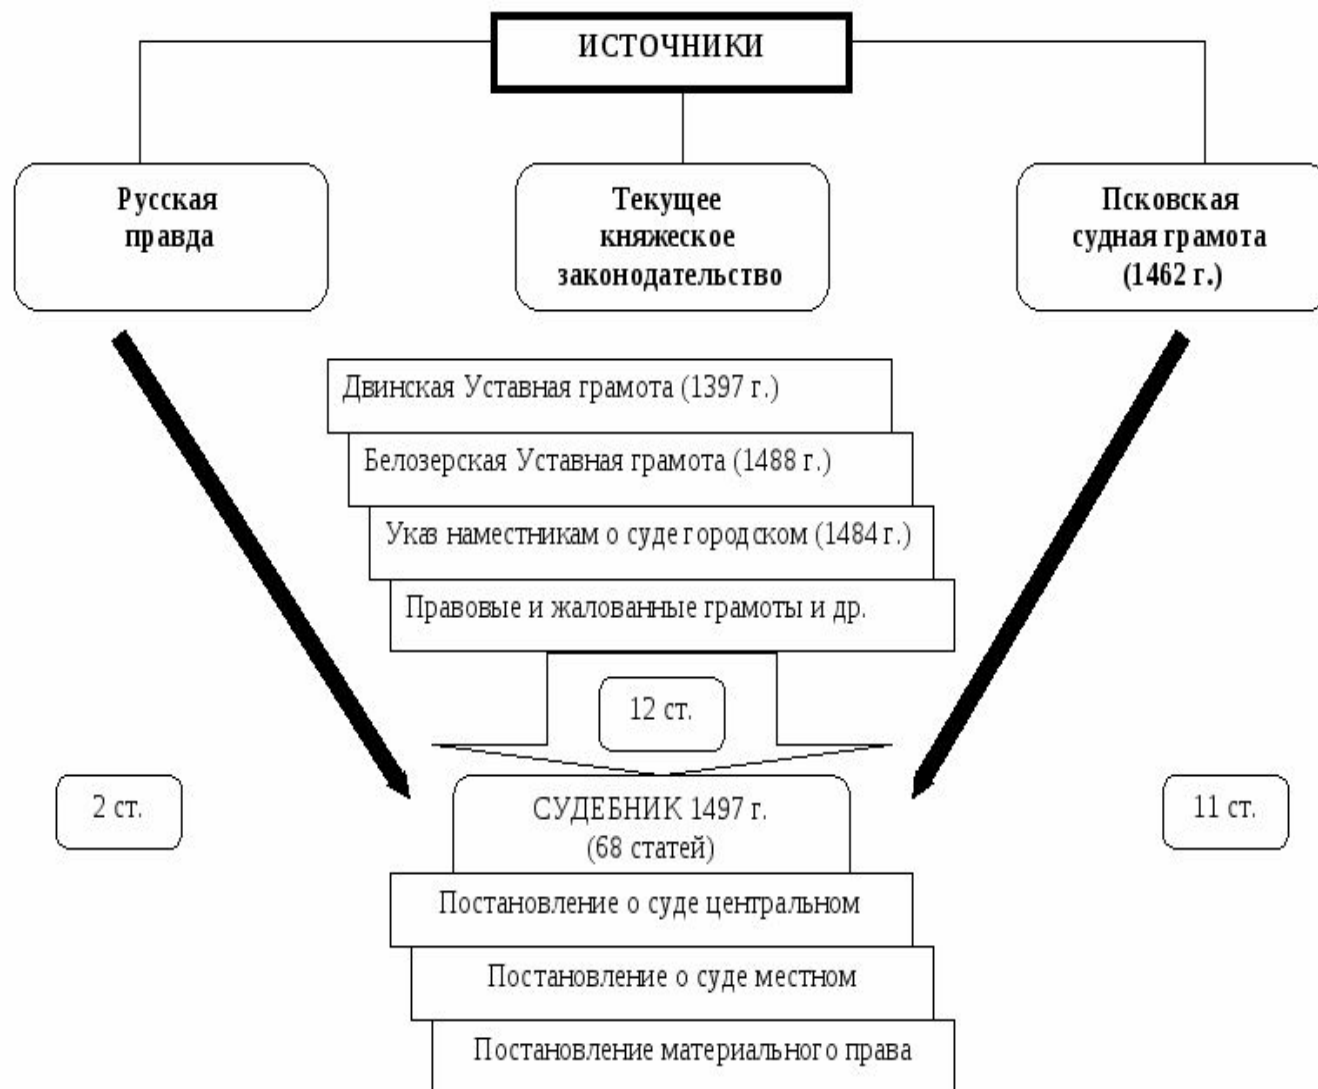 ИСТОЧНИКИ
Русская
правда
Текущее
княжеское
законодательство
Псковская
судная грамота
(1462 г.)
Двинская Уставная грамота (1397 г.)
Белозерская Уставная грамота (1488 г.)
Указ наместникам о суде городском (1484 г.)
Правовые и жалованные грамоты и др.
12 ст.
2 ст.
СУДЕБНИК 1497 г.
(68 статей)
11 ст.
Постановление о суде центральном
Постановление о суде местном
Постановление материального права